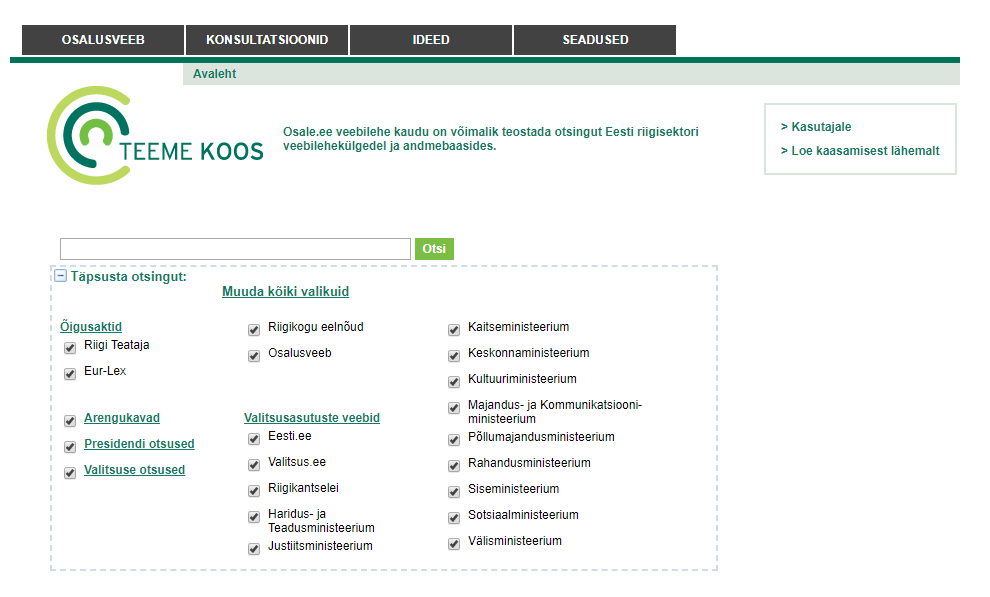 OSALUSVEEB KONSULTATSIOONID IDEED SEADUSED
Avaleht
TEEME KOOS
Osale.ee veebilehe kaudu on võimalik teostada otsingut Eesti riigisektori
veebilehekülgedel ja andmebaasides.
> Kasutajale
> Loe kaasamisest lähemalt
Otsi
Täpsusta otsingut:
Muuda kõiki valikuid
Õigusaktid
Riigi Teataja
Eur-Lex
Arengukavad
Presidendi otsused
Valitsuse otsused
Riigikogu eelnõud
Osalusveeb
Valitsusasutuste veebid
Eesti.ee
Valitsus.ee
Riigikantselei
Haridus- ja
Teadusministeerium
Justiitsministeerium
Kaitseministeerium
Keskonnaministeerium
Kultuuriministeerium
Majandus- ja Kommunikatsiooni-
ministeerium
Põllumajandusministeerium
Rahandusministeerium
Siseministeerium
Sotsiaalministeerium
Välisministeerium